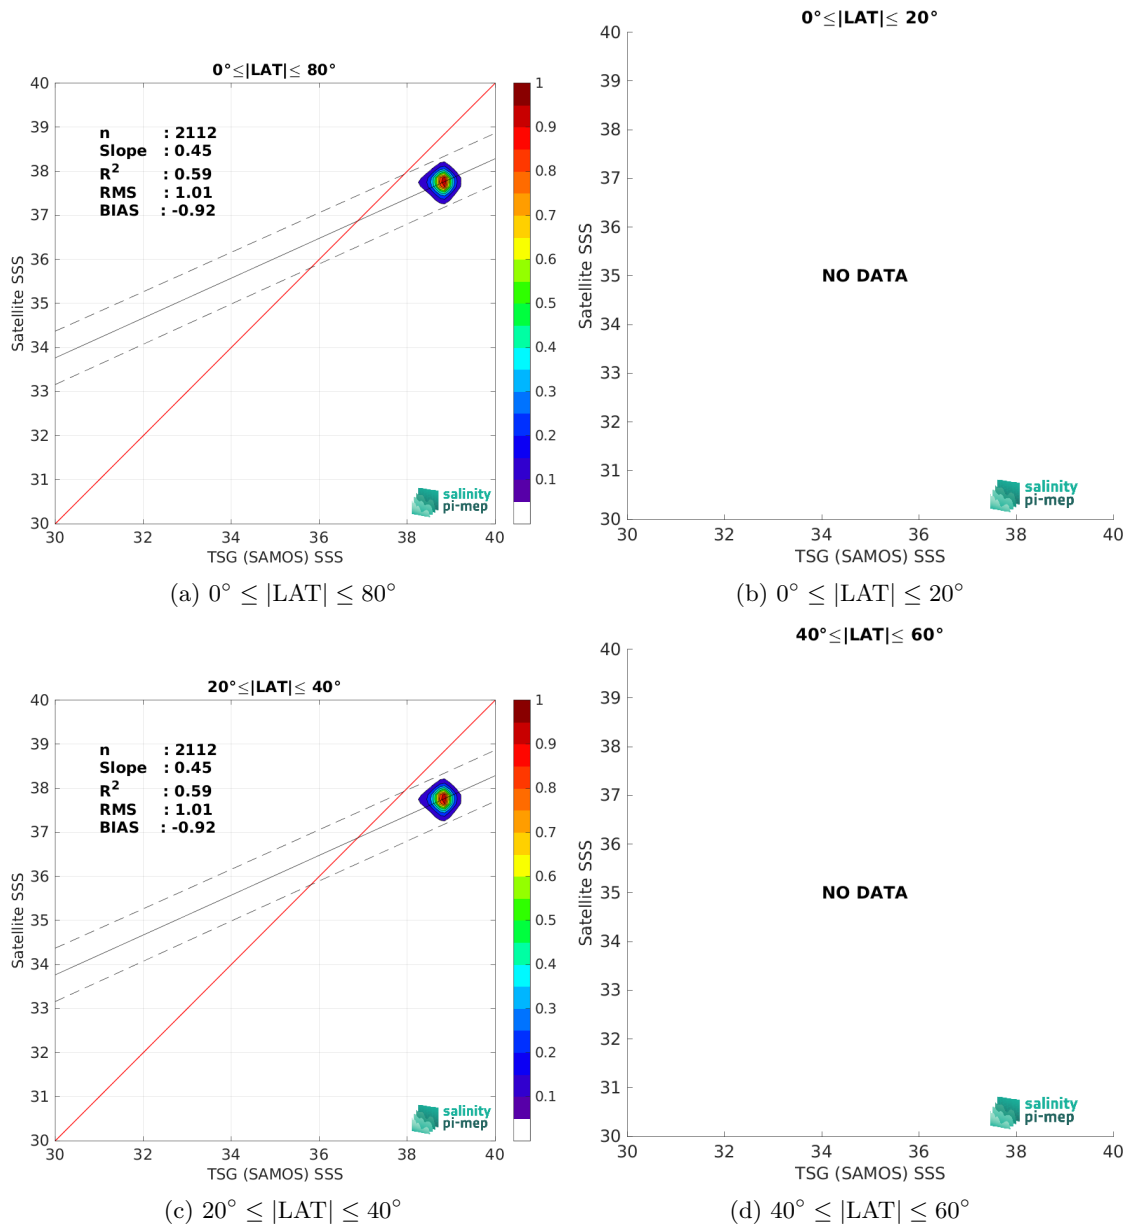 0°≤|LAT|≤ 80°
40
39
38
37
36
35
34
33
32
31
30
Satellite SSS
n : 2112
Slope : 0.45
R² : 0.59
RMS : 1.01
BIAS : -0.92
salinity
pi-mep
30 32 34 36 38 40
TSG (SAMOS) SSS
1
0.9
0.8
0.7
0.6
0.5
0.4
0.3
0.2
0.1
(a) 0° ≤ |LAT| ≤ 80°
0°≤|LAT|≤ 20°
40
39
38
37
36
35
34
33
32
31
30
Satellite SSS
NO DATA
salinity
pi-mep
30 32 34 36 38 40
TSG (SAMOS) SSS
(b) 0° ≤ |LAT| ≤ 20°
20°≤|LAT|≤ 40°
40
39
38
37
36
35
34
33
32
31
30
Satellite SSS
n : 2112
Slope : 0.45
R² : 0.59
RMS : 1.01
BIAS : -0.92
salinity
pi-mep
30 32 34 36 38 40
TSG (SAMOS) SSS
1
0.9
0.8
0.7
0.6
0.5
0.4
0.3
0.2
0.1
(c) 20° ≤ |LAT| ≤ 40°
40°≤|LAT|≤ 60°
40
39
38
37
36
35
34
33
32
31
30
Satellite SSS
NO DATA
salinity
pi-mep
30 32 34 36 38 40
TSG (SAMOS) SSS
(d) 40° ≤ |LAT| ≤ 60°